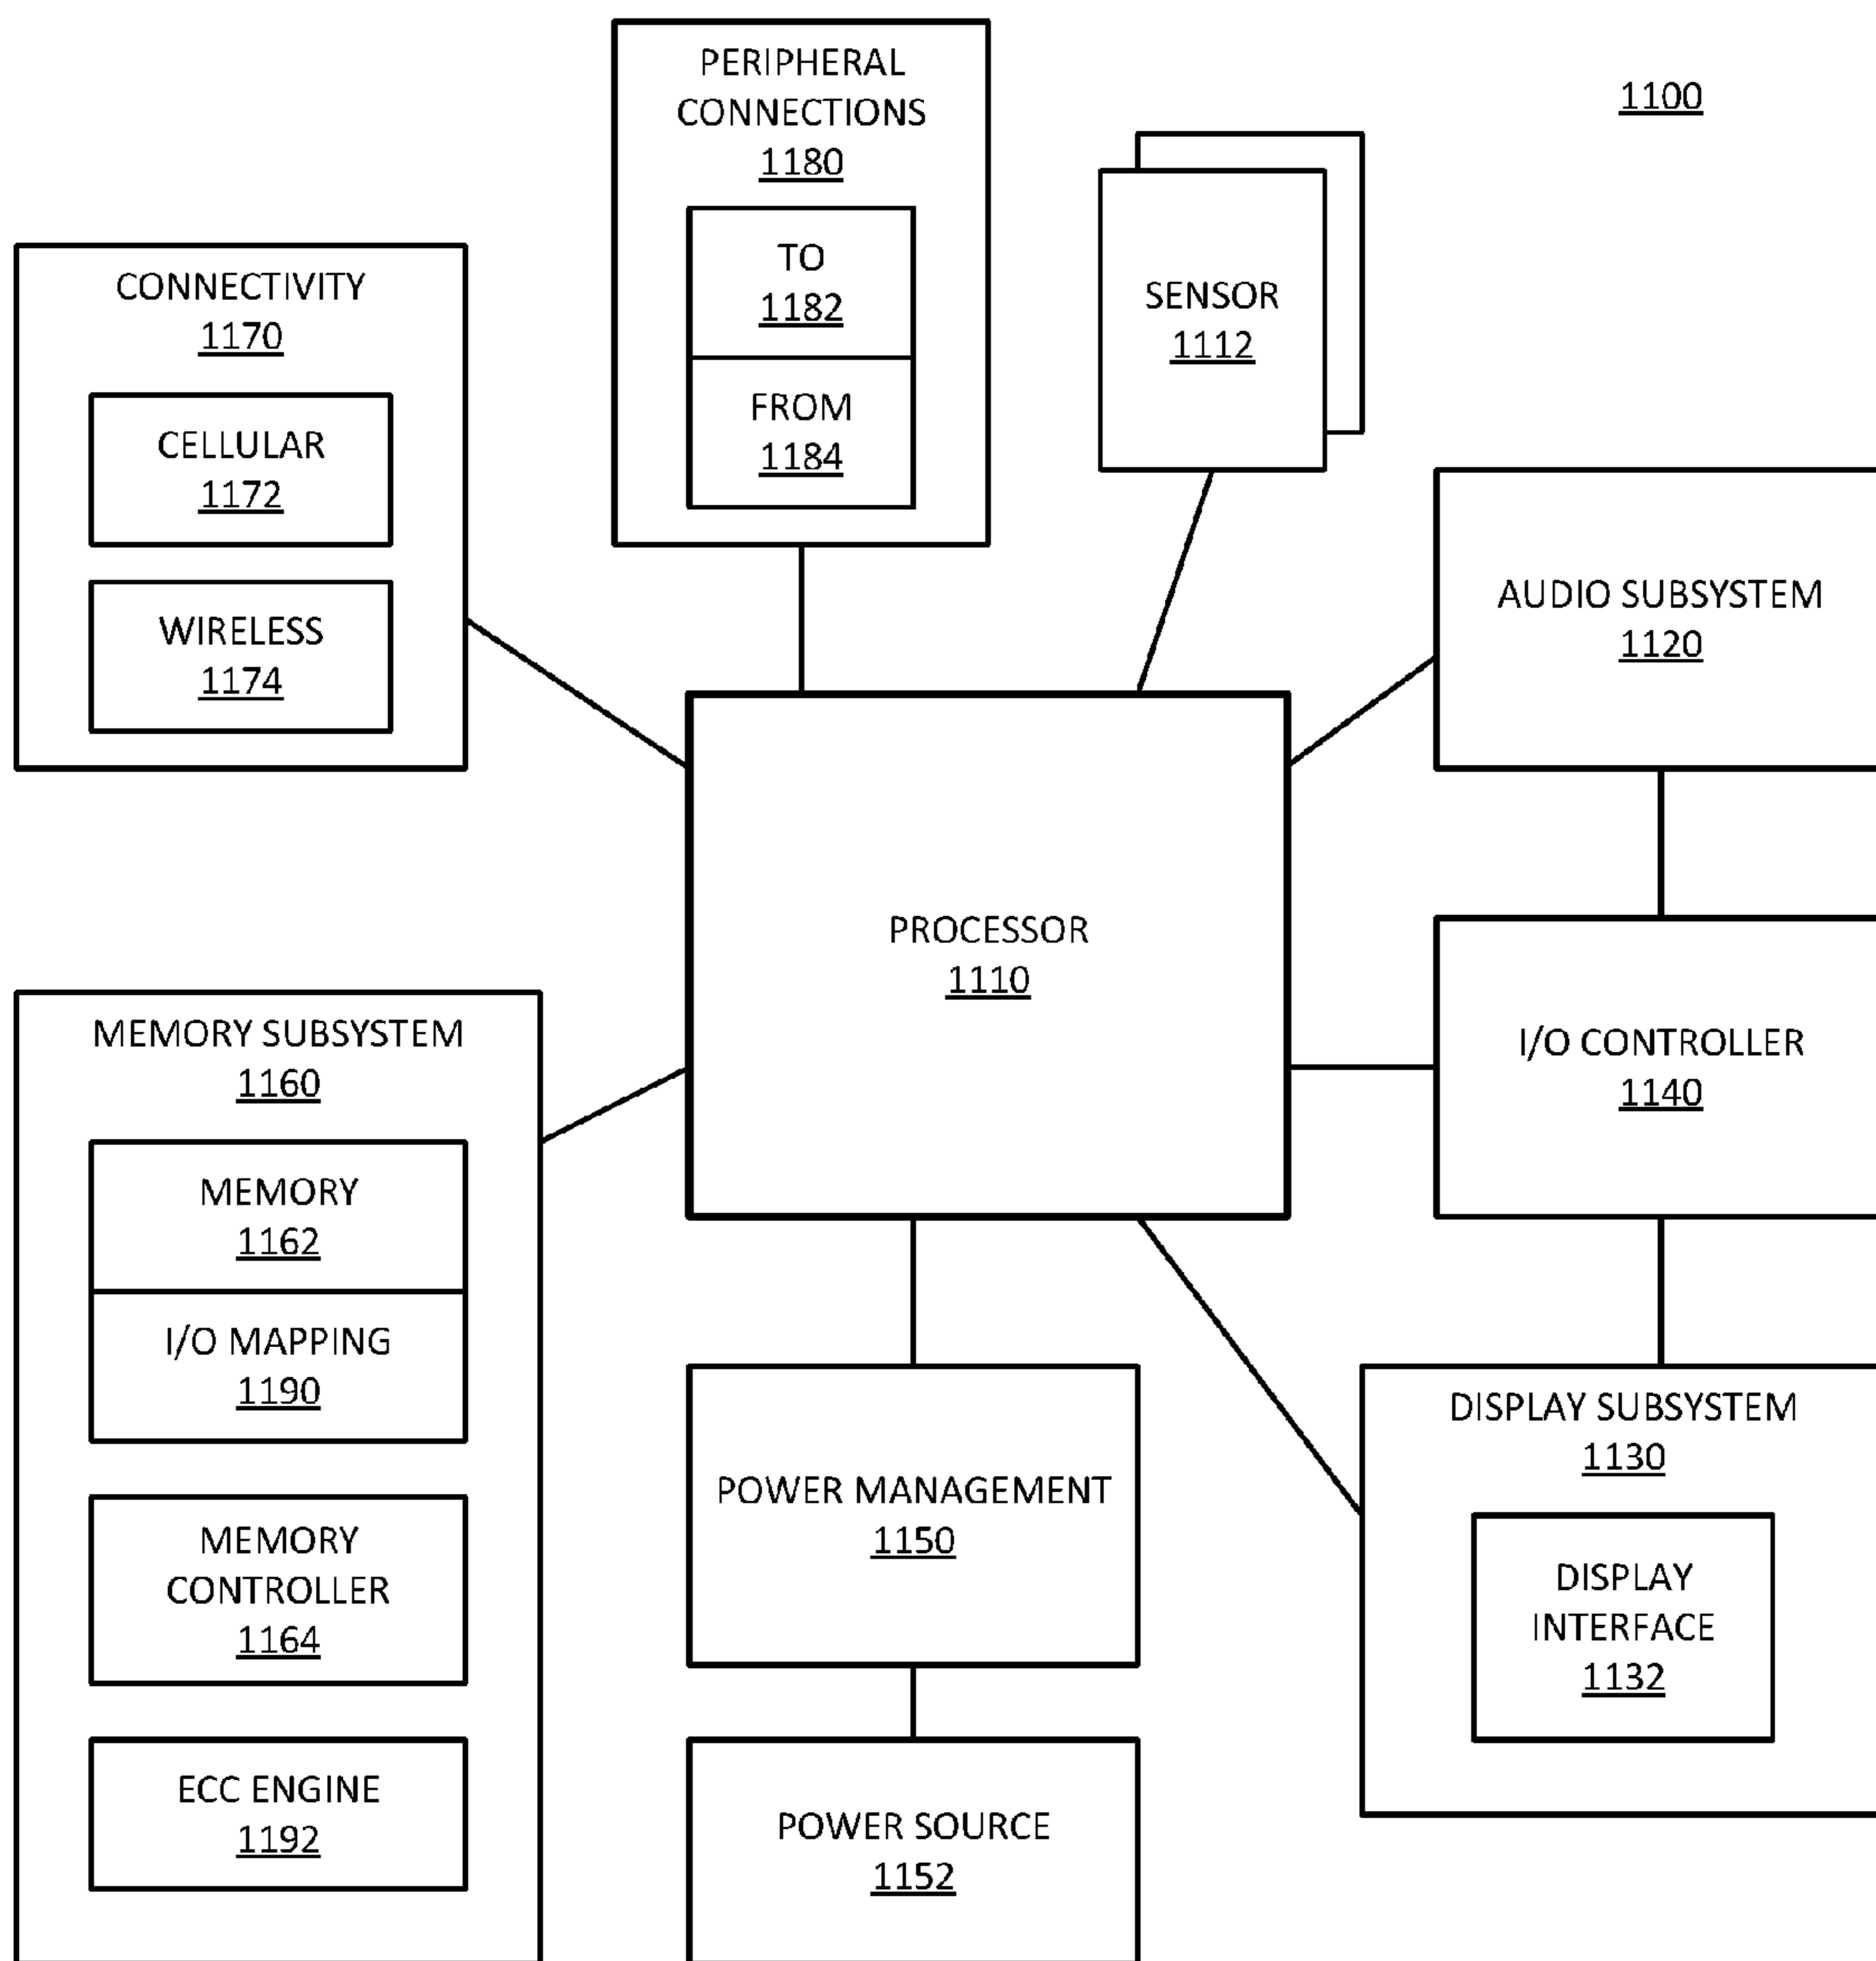 PERIPHERAL
CONNECTIONS
1180
TO
1182
FROM
1184
1100
SENSOR
1112
CONNECTIVITY
1170
CELLULAR
1172
WIRELESS
1174
AUDIO SUBSYSTEM
1120
PROCESSOR
1110
I/O CONTROLLER
1140
MEMORY SUBSYSTEM
1160
MEMORY
1162
I/O MAPPING
1190
MEMORY
CONTROLLER
1164
ECC ENGINE
1192
POWER MANAGEMENT
1150
POWER SOURCE
1152
DISPLAY SUBSYSTEM
1130
DISPLAY
INTERFACE
1132